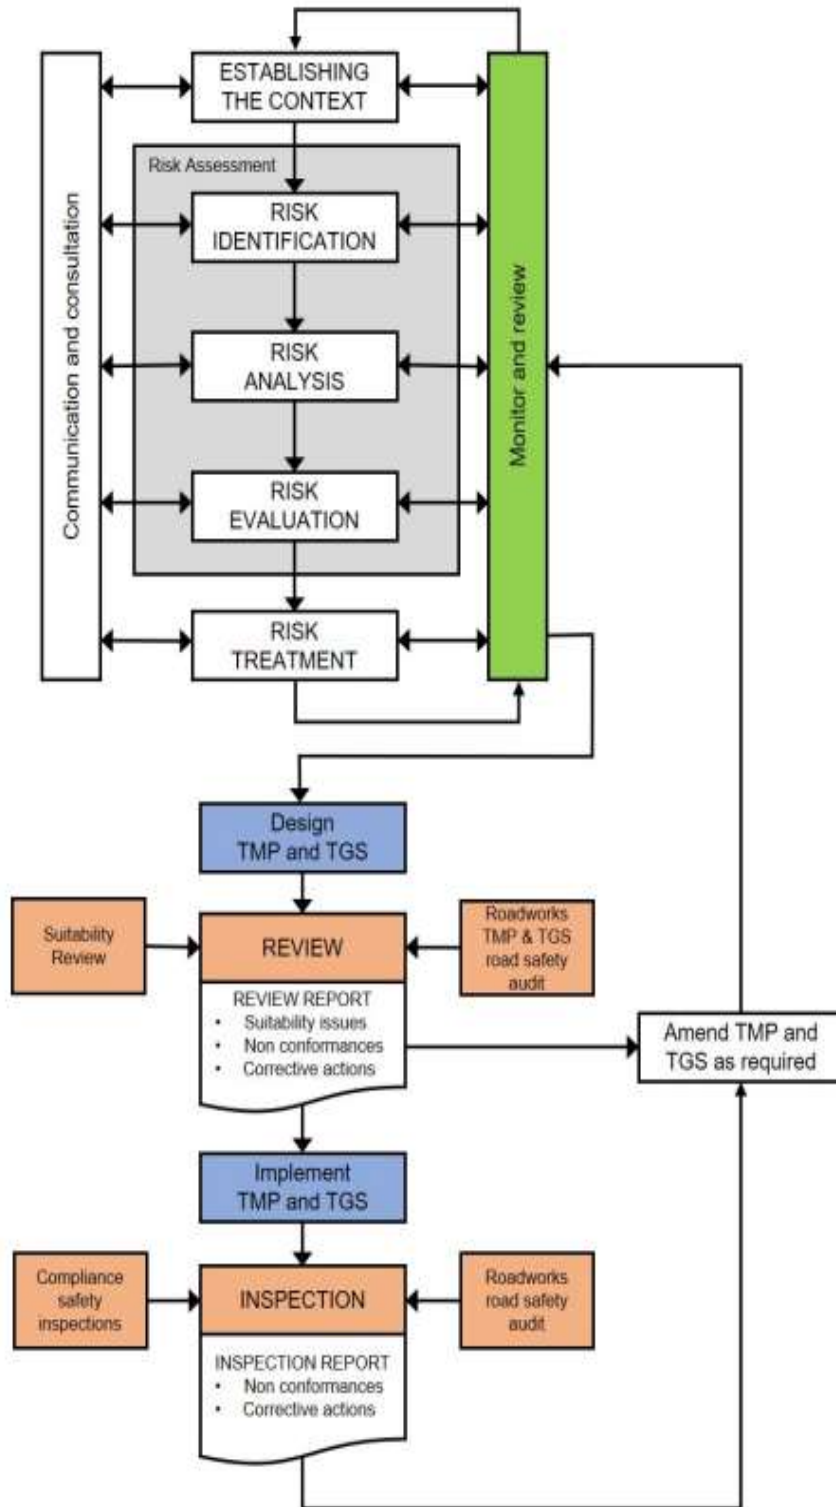 ESTABLISHING
THE CONTEXT
Risk Assessment
RISK
IDENTIFICATION
RISK
ANALYSIS
RISK
EVALUATION
RISK
TREATMENT
Communication and consultation
Monitor and review
Design
TMP and TGS
Suitability
Review
REVIEW
Roadworks
TMP & TGS
road safety
audit
REVIEW REPORT
• Suitability issues
• Non conformances
• Corrective actions
Amend TMP and
TGS as required
Implement
TMP and TGS
Compliance
safety
inspections
INSPECTION
Roadworks
road safety
audit
INSPECTION REPORT
• Non conformances
• Corrective actions